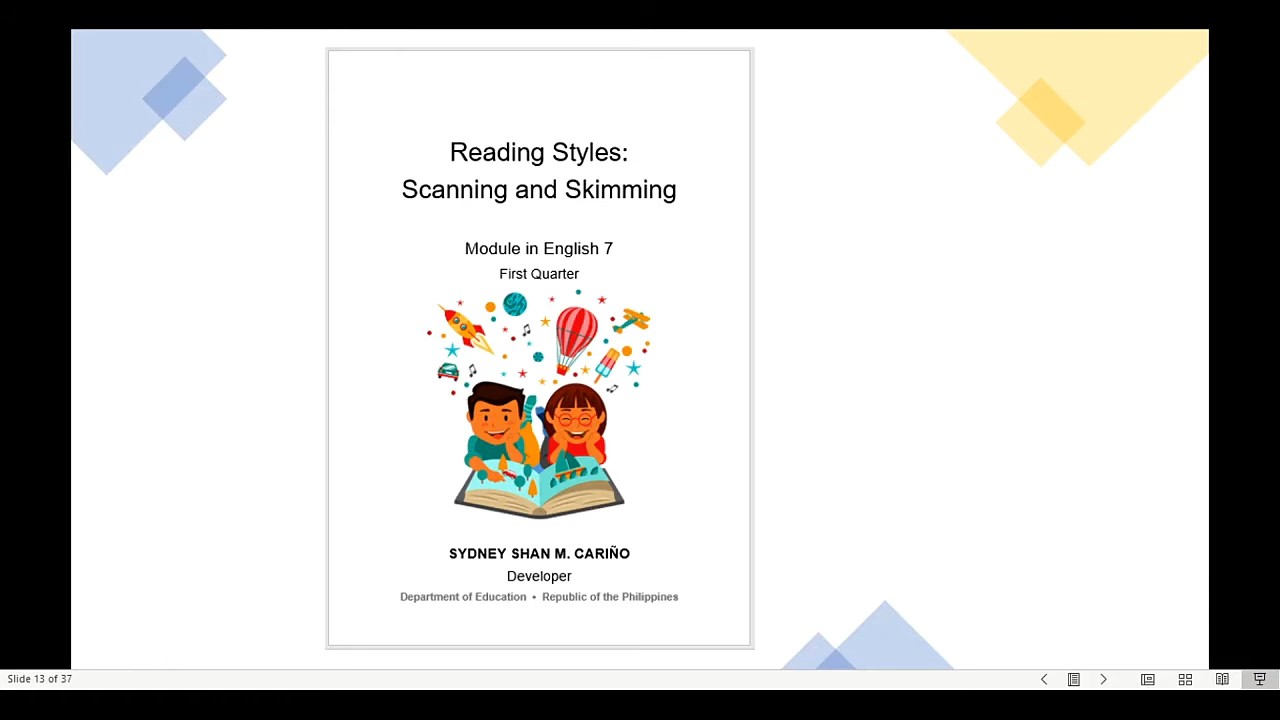 Reading Styles:
Scanning and Skimming
Module in English 7
First Quarter
SYDNEY SHAN M. CARIÑO
Developer
Department of Education • Republic of the Philippines
Slide 13 of 37